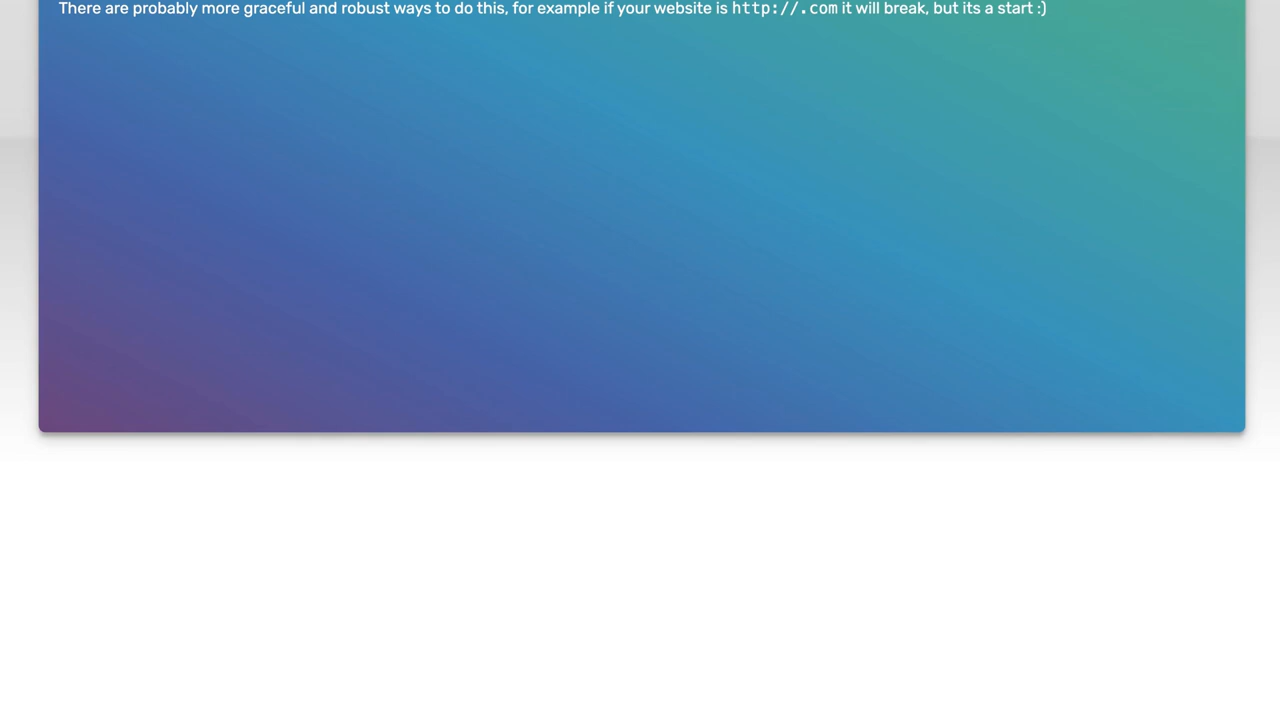 There are probably more graceful and robust ways to do this, for example if your website is http://.com it will break, but its a start :)